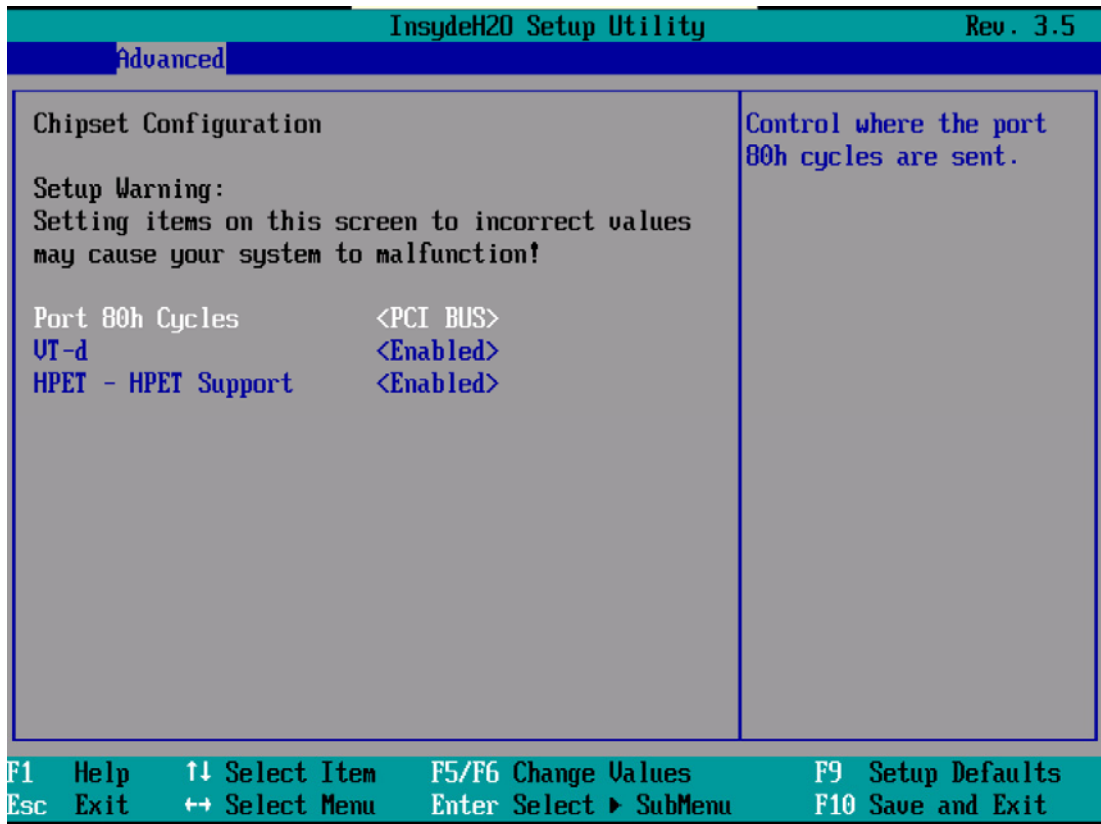 InsydeH2O Setup Utility Rev. 3.5
Advanced
Chipset Configuration
Setup Warning:
Setting items on this screen to incorrect values
may cause your system to malfunction!
Port 80h Cycles <PCI BUS>
VT-d <Enabled>
HPET - HPET Support <Enabled>
Control where the port
80h cycles are sent.
F1 Help ↑↓ Select Item F5/F6 Change Values F9 Setup Defaults
Esc Exit ↔ Select Menu Enter Select ▶ SubMenu F10 Save and Exit